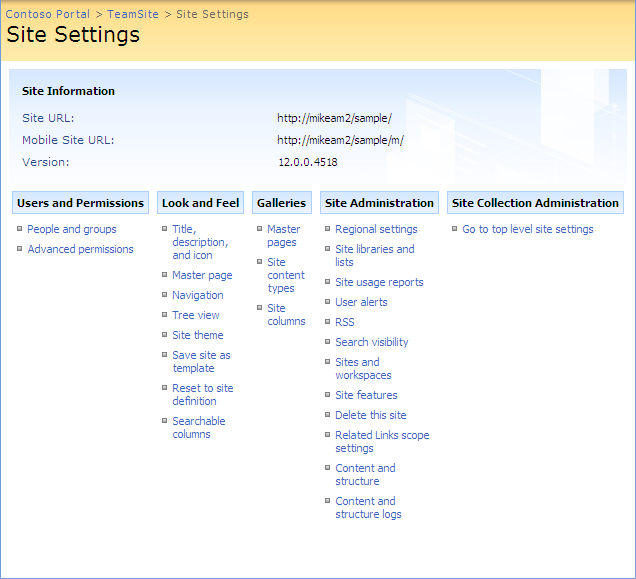 Contoso Portal > TeamSite > Site Settings
Site Settings
Site Information
Site URL: http://mikeam2/sample/
Mobile Site URL: http://mikeam2/sample/m/
Version: 12.0.0.4518
Users and Permissions
People and groups
Advanced permissions
Look and Feel
Title,
description,
and icon
Master page
Navigation
Tree view
Site theme
Save site as
template
Reset to site
definition
Searchable
columns
Galleries
Master
pages
Site
content
types
Site
columns
Site Administration
Regional settings
Site libraries and
lists
Site usage reports
User alerts
RSS
Search visibility
Sites and
workspaces
Site features
Delete this site
Related Links scope
settings
Content and
structure
Content and
structure logs
Site Collection Administration
Go to top level site settings